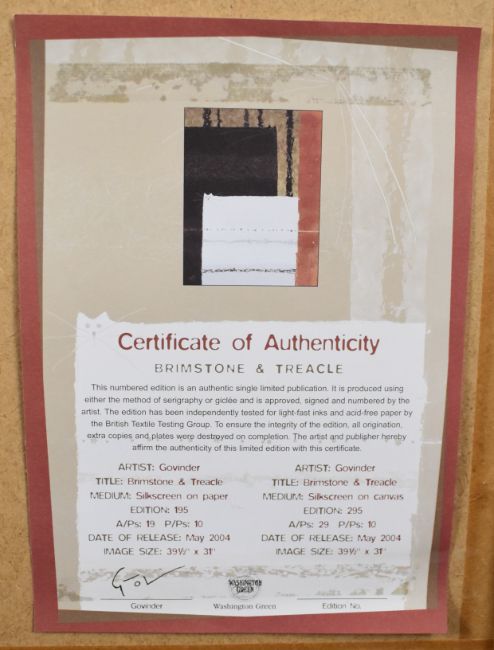 Certificate of Authenticity
BRIMSTONE & TREACLE
This numbered edition is an authentic single limited publication. It is produced using
either the method of serigraphy or giclée and is approved, signed and numbered by the
artist. The edition has been independently tested for light-fast inks and acid-free paper by
the British Textile Testing Group. To ensure the integrity of the edition, all origination,
extra copies and plates were destroyed on completion. The artist and publisher hereby
affirm the authenticity of this limited edition with this certificate.
ARTIST: Govinder
TITLE: Brimstone & Treacle
MEDIUM: Silkscreen on paper
EDITION: 195
A/Ps: 19 P/Ps: 10
DATE OF RELEASE: May 2004
IMAGE SIZE: 39½" x 31"
ARTIST: Govinder
TITLE: Brimstone & Treacle
MEDIUM: Silkscreen on canvas
EDITION: 295
A/Ps: 29 P/Ps: 10
DATE OF RELEASE: May 2004
IMAGE SIZE: 39½" x 31"
WASHINGTON
GREEN
Govinder
Washington Green
Edition No.